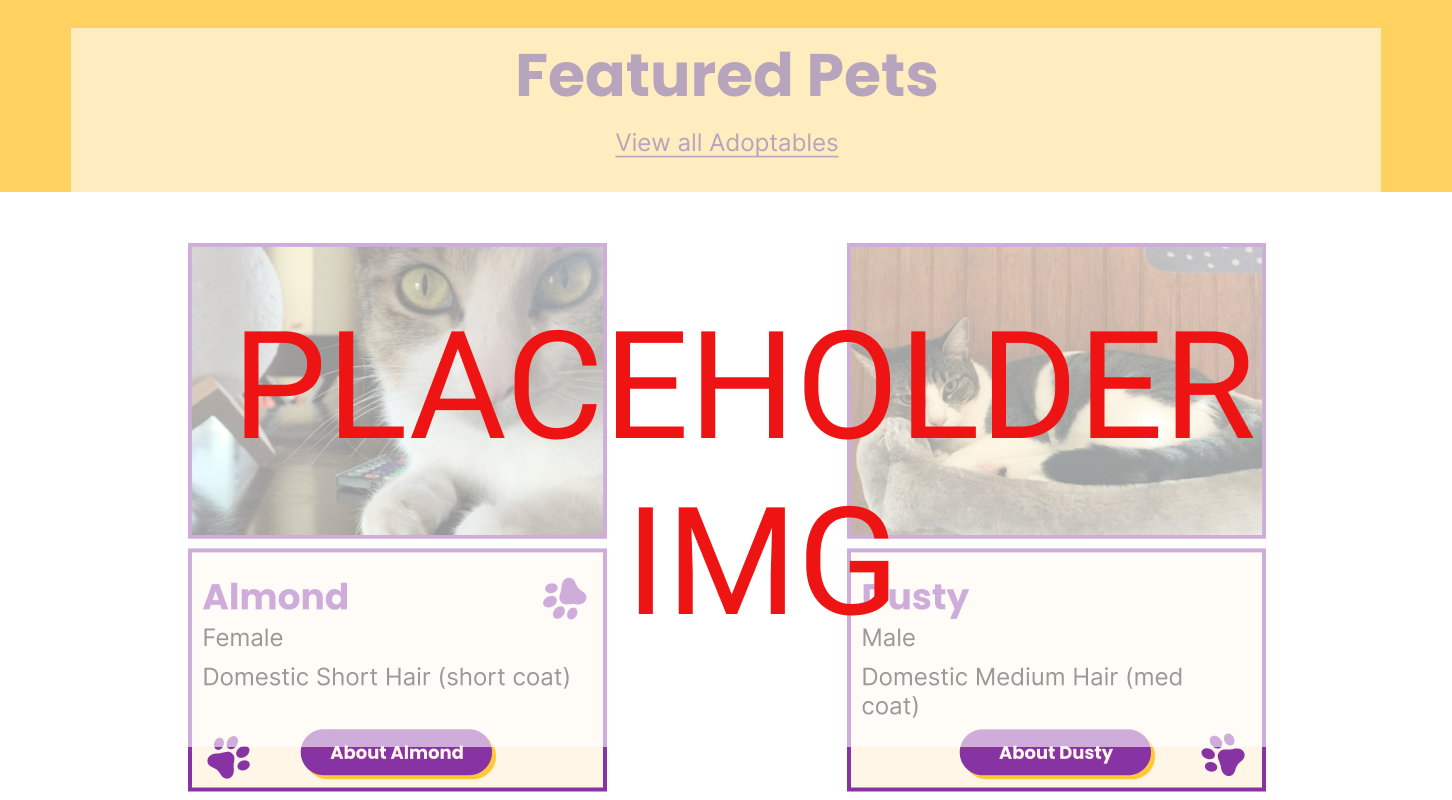 Featured Pets
View all Adoptables
PLACEHOLDER
IMG
Almond
Female
Domestic Short Hair (short coat)
About Almond
Dusty
Male
Domestic Medium Hair (med
coat)
About Dusty